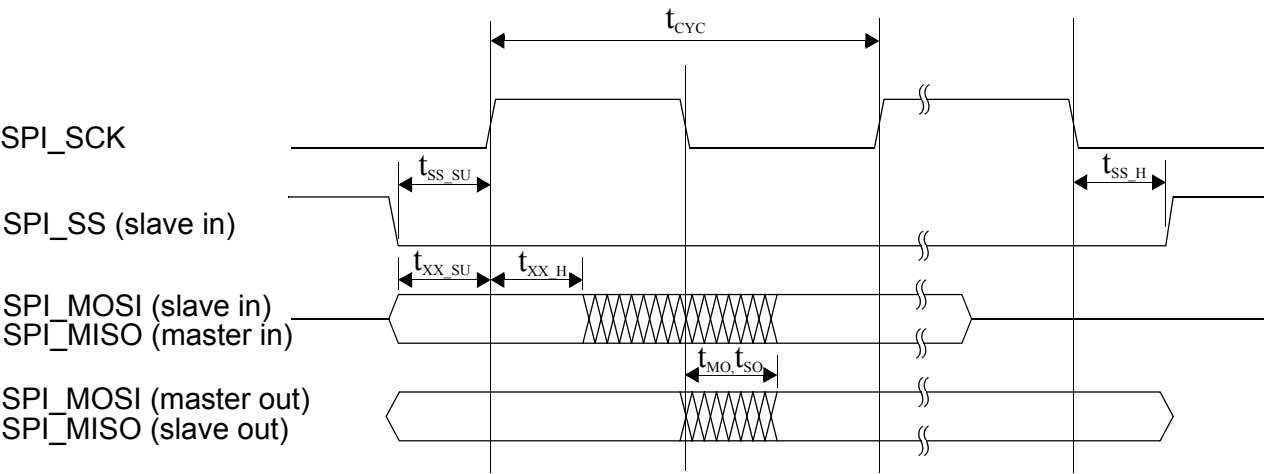 tCYC
SPI_SCK
tSS_SU
tSS_H
SPI_SS (slave in)
tXX_SU
tXX_H
SPI_MOSI (slave in)
SPI_MISO (master in)
tMO,tSO
SPI_MOSI (master out)
SPI_MISO (slave out)